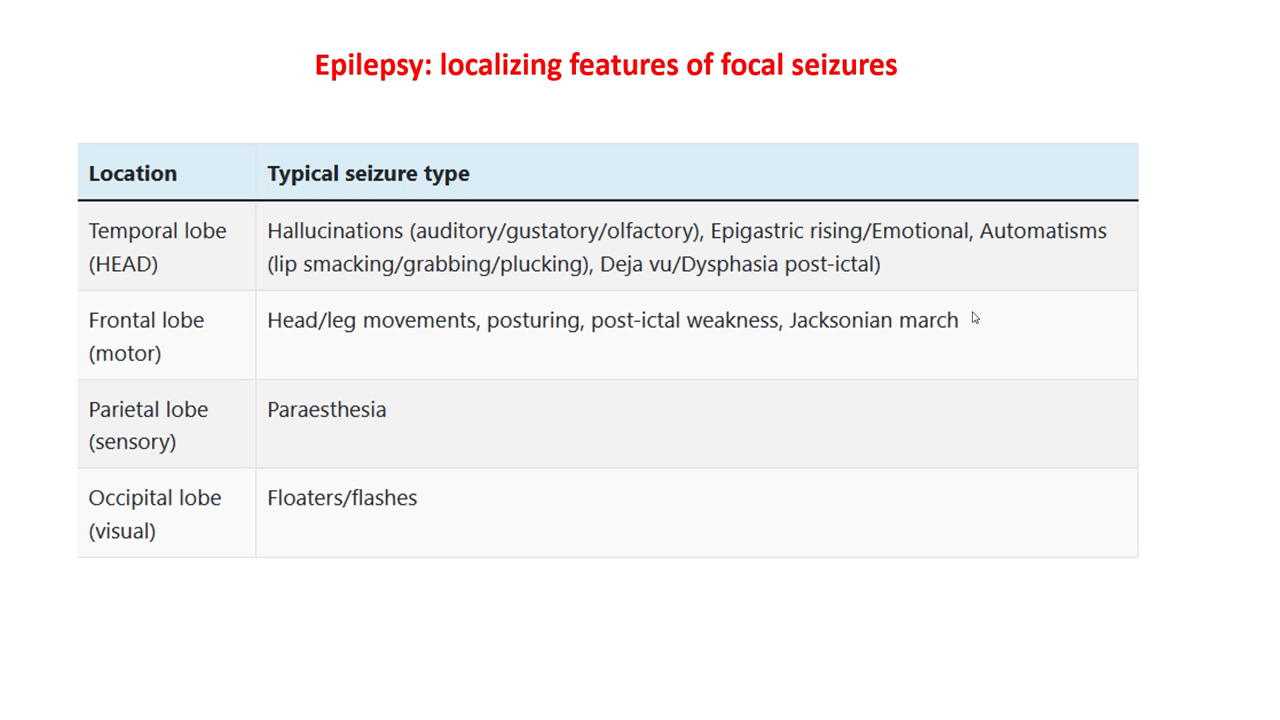 Epilepsy: localizing features of focal seizures
Location
Typical seizure type
Temporal lobe
(HEAD)
Hallucinations (auditory/gustatory/olfactory), Epigastric rising/Emotional, Automatisms
(lip smacking/grabbing/plucking), Deja vu/Dysphasia post-ictal)
Frontal lobe
(motor)
Head/leg movements, posturing, post-ictal weakness, Jacksonian march
Parietal lobe
(sensory)
Paraesthesia
Occipital lobe
(visual)
Floaters/flashes